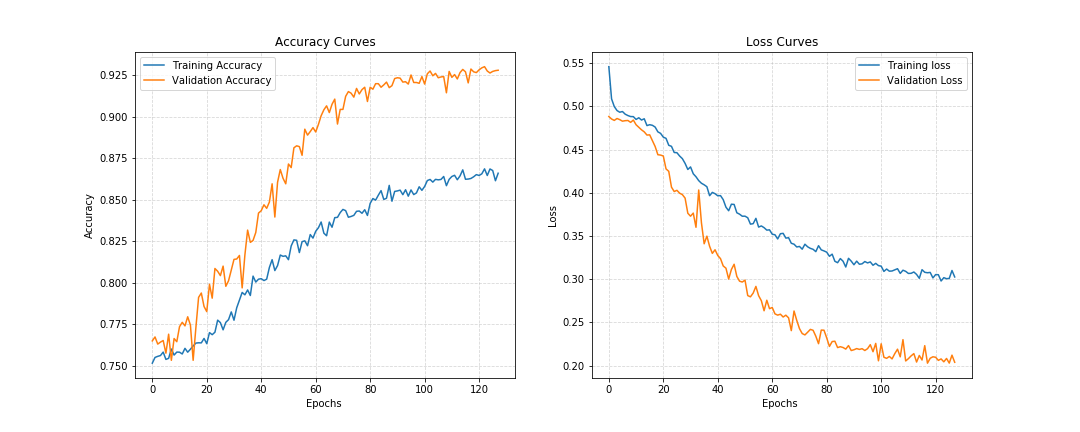 Accuracy Curves
Training Accuracy
Validation Accuracy
0.925
0.900
0.875
0.850
0.825
0.800
0.775
0.750
Accuracy
0 20 40 60 80 100 120
Epochs
Loss Curves
Training loss
Validation Loss
0.55
0.50
0.45
0.40
0.35
0.30
0.25
0.20
Loss
0 20 40 60 80 100 120
Epochs